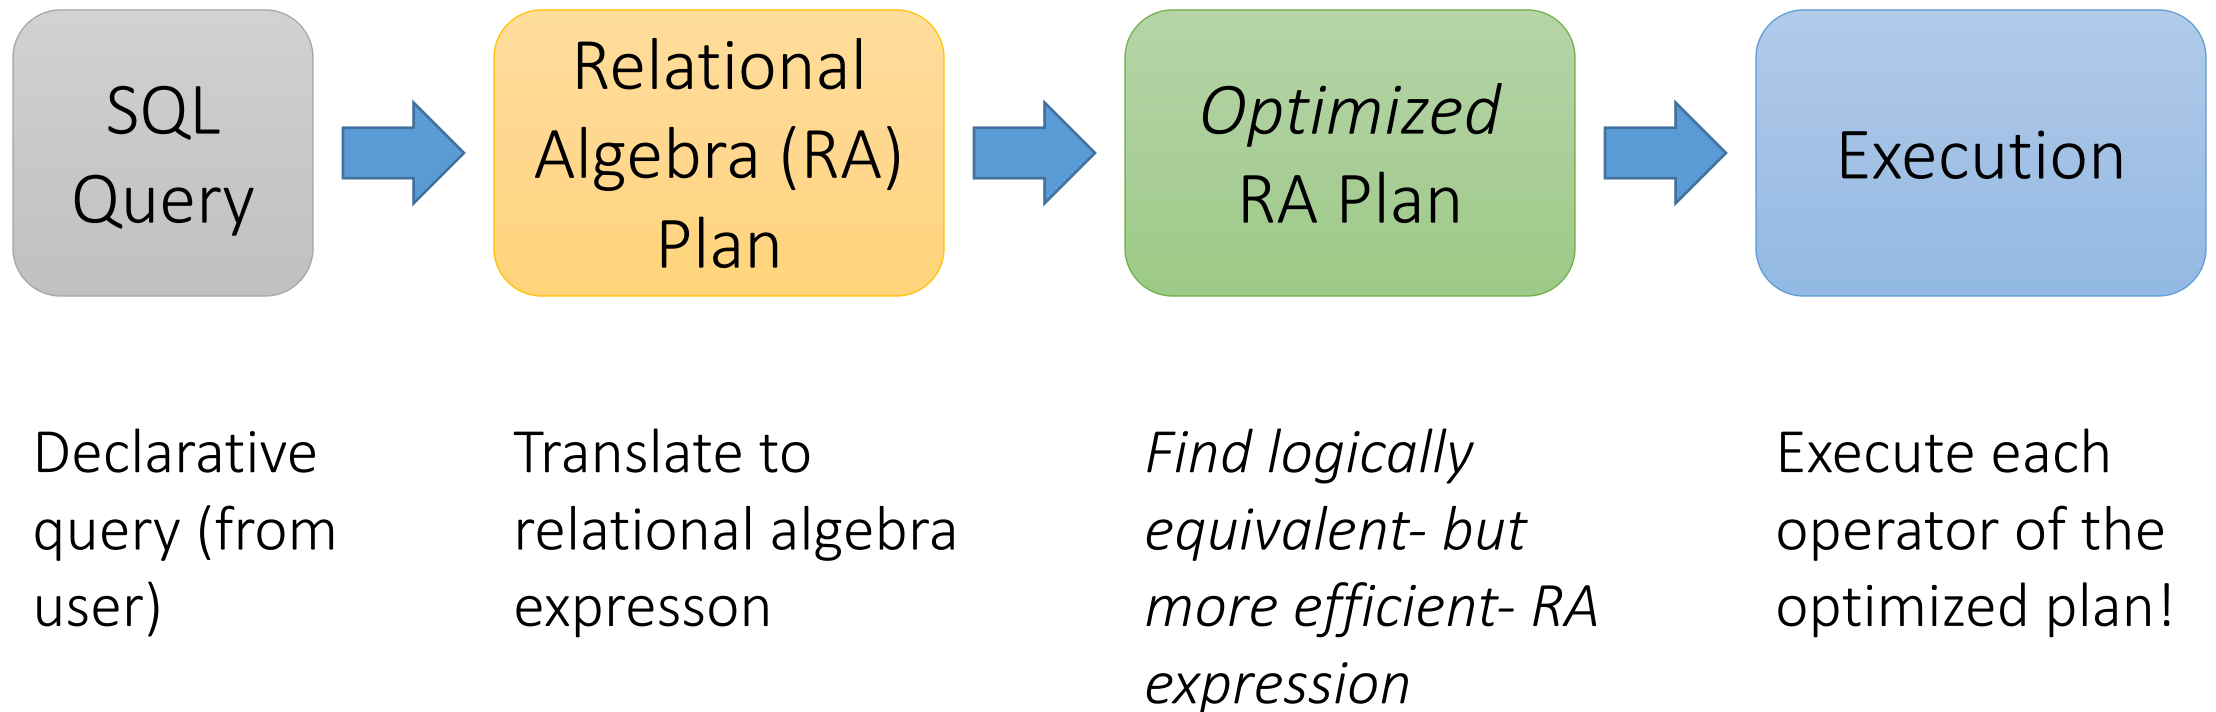 SQL
Query
Relational
Algebra (RA)
Plan
Optimized
RA Plan
Execution
Declarative
query (from
user)
Translate to
relational algebra
expresson
Find logically
equivalent- but
more efficient- RA
expression
Execute each
operator of the
optimized plan!